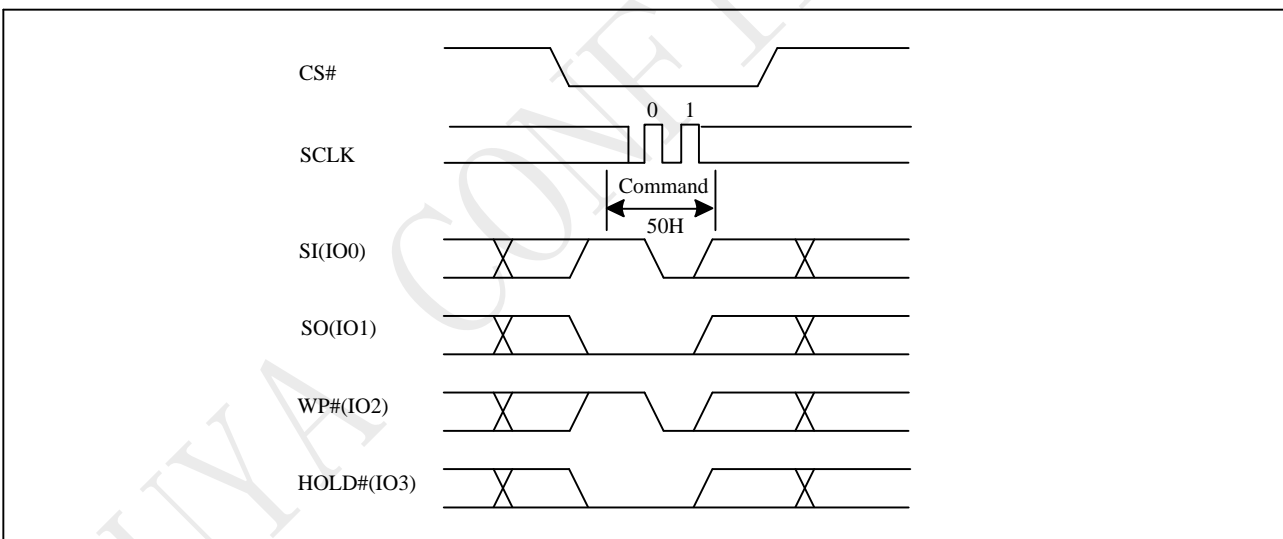 CS#
0 1
SCLK
Command
50H
SI(IO0)
SO(IO1)
WP#(IO2)
HOLD#(IO3)